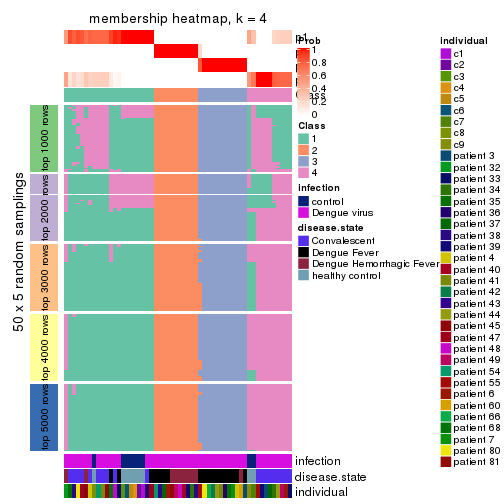 membership heatmap, k = 4
p1
Prob
1
0.8
0.6
0.4
0.2
0
Class
1
2
3
4
infection
control
Dengue virus
disease.state
Convalescent
Dengue Fever
Dengue Hemorrhagic Fever
healthy control
individual
c1
c2
c3
c4
c5
c6
c7
c8
c9
patient 3
patient 32
patient 33
patient 34
patient 35
patient 36
patient 37
patient 38
patient 39
patient 4
patient 40
patient 41
patient 42
patient 43
patient 44
patient 45
patient 47
patient 48
patient 49
patient 54
patient 55
patient 6
patient 60
patient 66
patient 68
patient 7
patient 80
patient 81
50 x 5 random samplings
top 1000 rows
top 2000 rows
top 3000 rows
top 4000 rows
top 5000 rows
infection
disease.state
individual